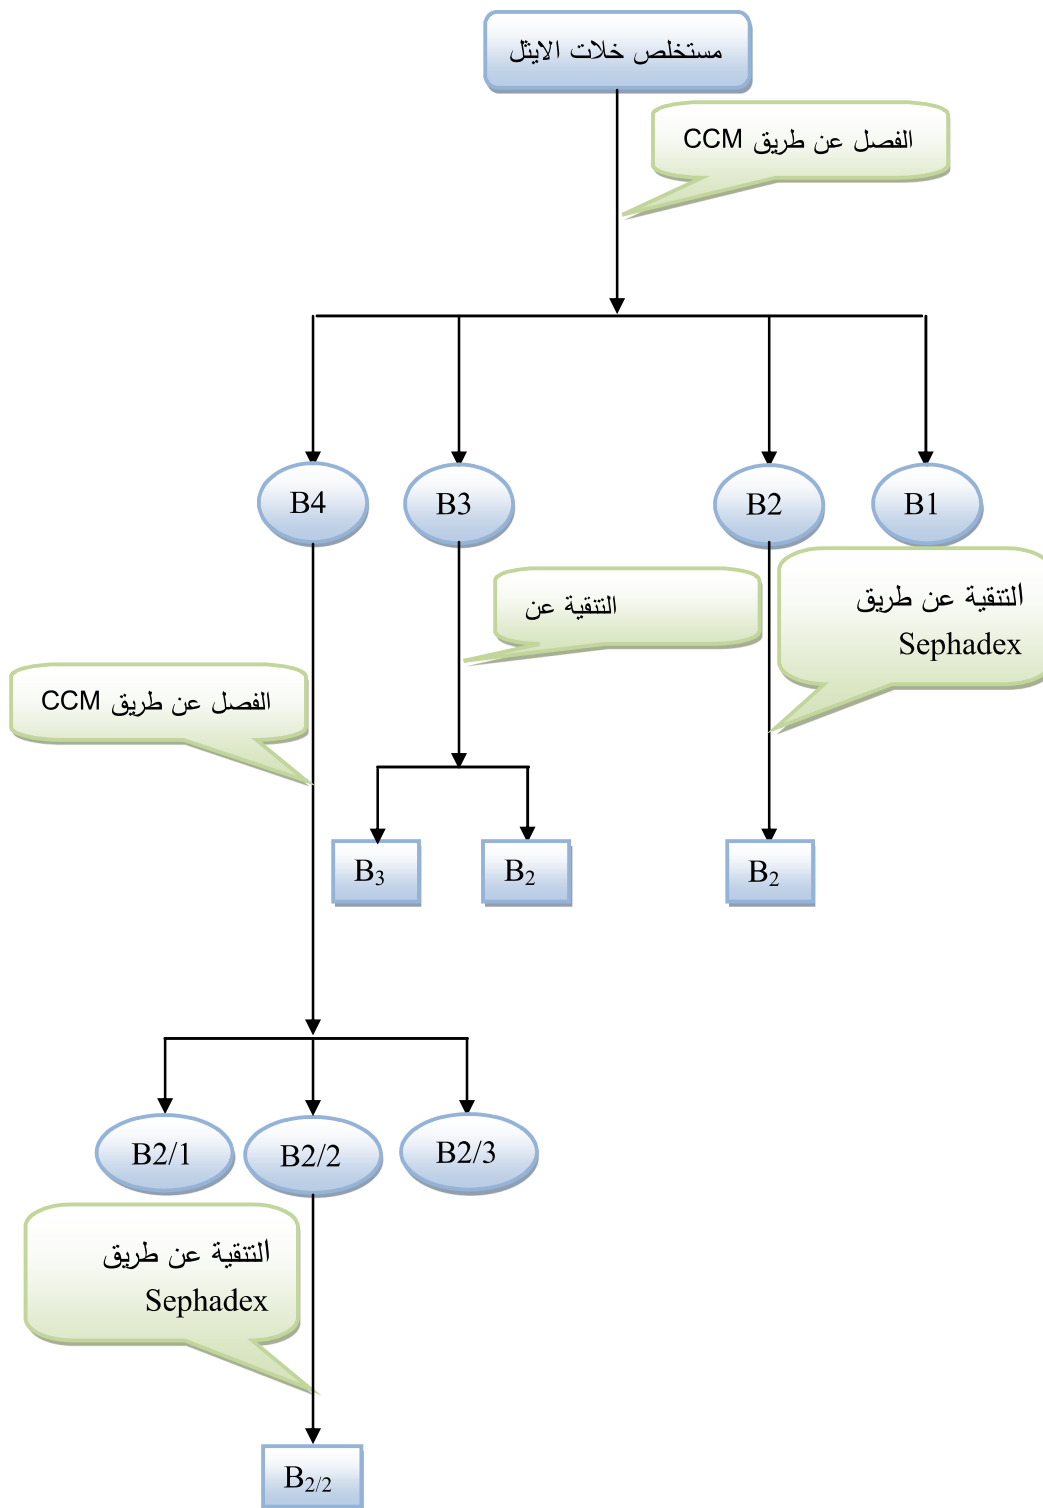 مستخلص خلات الايثل
الفصل عن طريق CCM
B4
B3
B2
B1
التنقية عن
التنقية عن طريق
Sephadex
الفصل عن طريق CCM
B₃
B₂
B₂
B2/1
B2/2
B2/3
التنقية عن طريق
Sephadex
B₂/₂